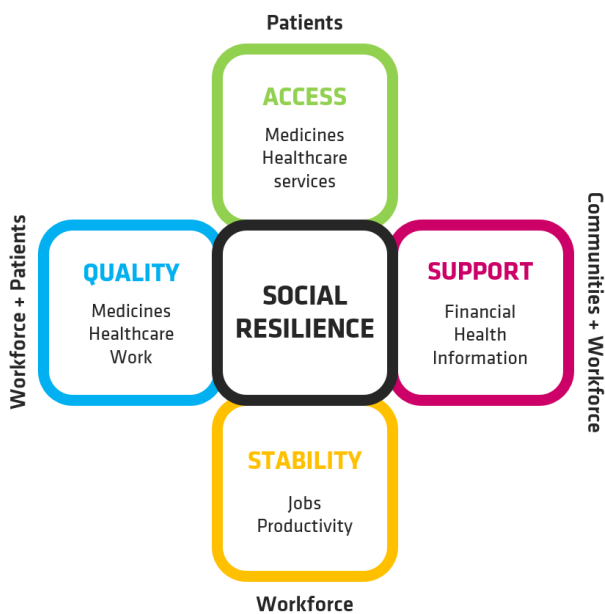 Patients
ACCESS
Medicines
Healthcare
services
Workforce + Patients
QUALITY
Medicines
Healthcare
Work
SOCIAL
RESILIENCE
SUPPORT
Financial
Health
Information
Communities + Workforce
STABILITY
Jobs
Productivity
Workforce